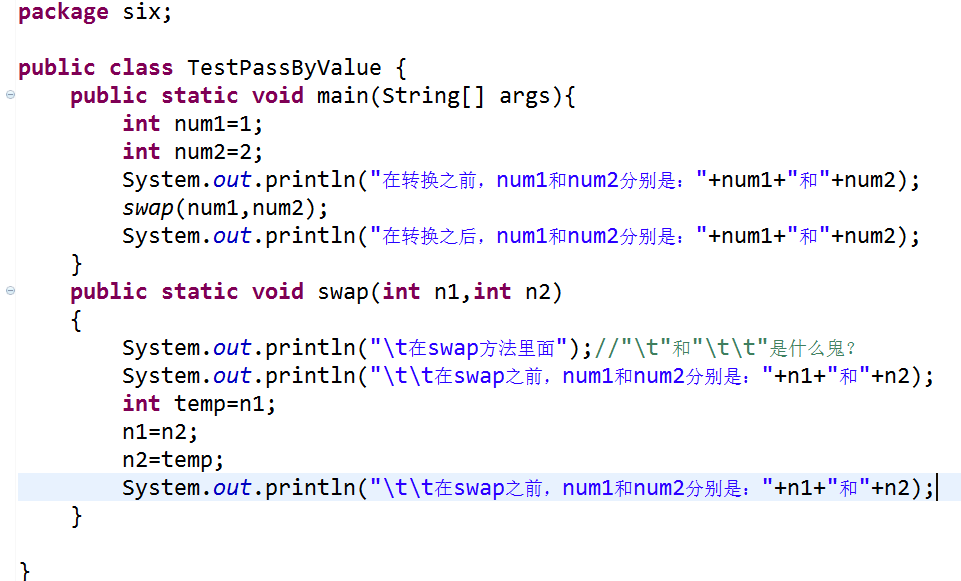 package six;
public class TestPassByValue {
public static void main(String[] args){
int num1=1;
int num2=2;
System.out.println("在转换之前，num1和num2分别是："+num1+"和"+num2);
swap(num1,num2);
System.out.println("在转换之后，num1和num2分别是："+num1+"和"+num2);
}
public static void swap(int n1,int n2)
{
System.out.println("\t在swap方法里面");//"\t"和"\t\t"是什么鬼?
System.out.println("\t\t在swap之前，num1和num2分别是："+n1+"和"+n2);
int temp=n1;
n1=n2;
n2=temp;
System.out.println("\t\t在swap之前，num1和num2分别是："+n1+"和"+n2);
}
}